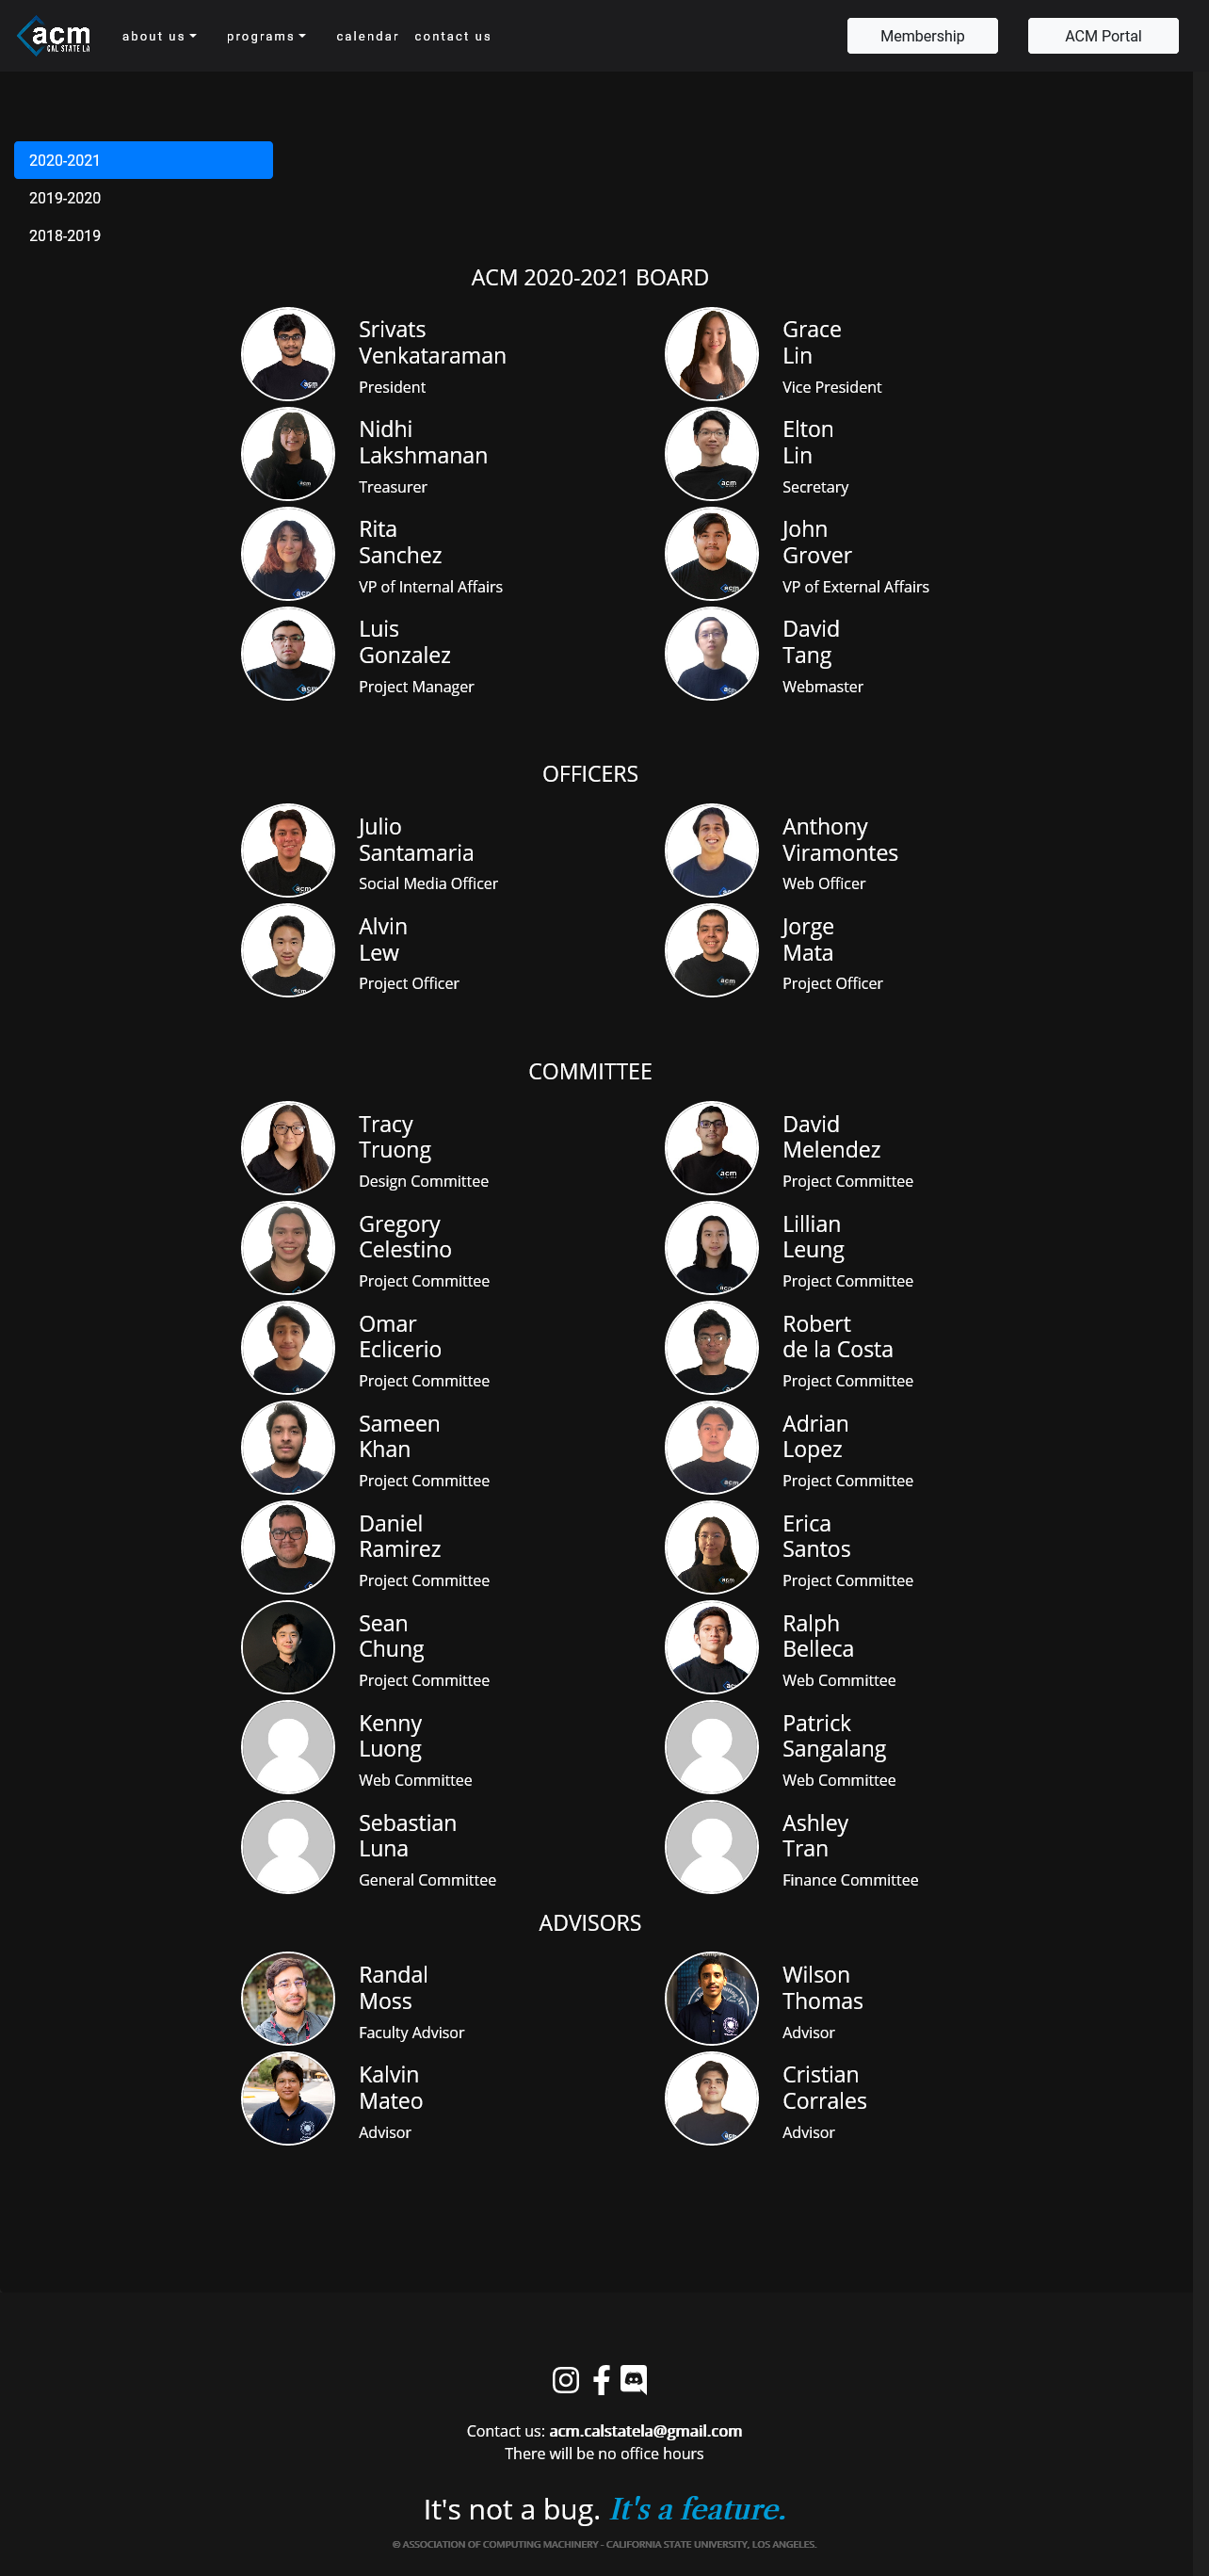 acm
CAL STATE LA
about us
programs
calendar
contact us
Membership
ACM Portal
2020-2021
2019-2020
2018-2019
ACM 2020-2021 BOARD
Srivats
Venkataraman
President
Grace
Lin
Vice President
Nidhi
Lakshmanan
Treasurer
Elton
Lin
Secretary
Rita
Sanchez
VP of Internal Affairs
John
Grover
VP of External Affairs
Luis
Gonzalez
Project Manager
David
Tang
Webmaster
OFFICERS
Julio
Santamaria
Social Media Officer
Anthony
Viramontes
Web Officer
Alvin
Lew
Project Officer
Jorge
Mata
Project Officer
COMMITTEE
Tracy
Truong
Design Committee
David
Melendez
Project Committee
Gregory
Celestino
Project Committee
Lillian
Leung
Project Committee
Omar
Eclicerio
Project Committee
Robert
de la Costa
Project Committee
Sameen
Khan
Project Committee
Adrian
Lopez
Project Committee
Daniel
Ramirez
Project Committee
Erica
Santos
Project Committee
Sean
Chung
Project Committee
Ralph
Belleca
Web Committee
Kenny
Luong
Web Committee
Patrick
Sangalang
Web Committee
Sebastian
Luna
General Committee
Ashley
Tran
Finance Committee
ADVISORS
Randal
Moss
Faculty Advisor
Wilson
Thomas
Advisor
Kalvin
Mateo
Advisor
Cristian
Corrales
Advisor
Contact us: acm.calstatela@gmail.com
There will be no office hours
It's not a bug. It's a feature.
© ASSOCIATION OF COMPUTING MACHINERY - CALIFORNIA STATE UNIVERSITY, LOS ANGELES.